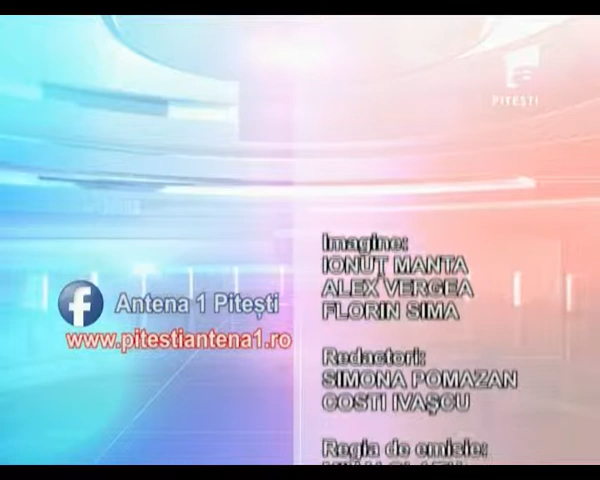 PITEȘTI
Imagine:
IONUȚ MANTA
ALEX VERGEA
FLORIN SIMA
Antena 1 Pitești
www.pitestiantena1.ro
Redactori:
SIMONA POMAZAN
COSTI IVAȘCU
Regia de emisie: